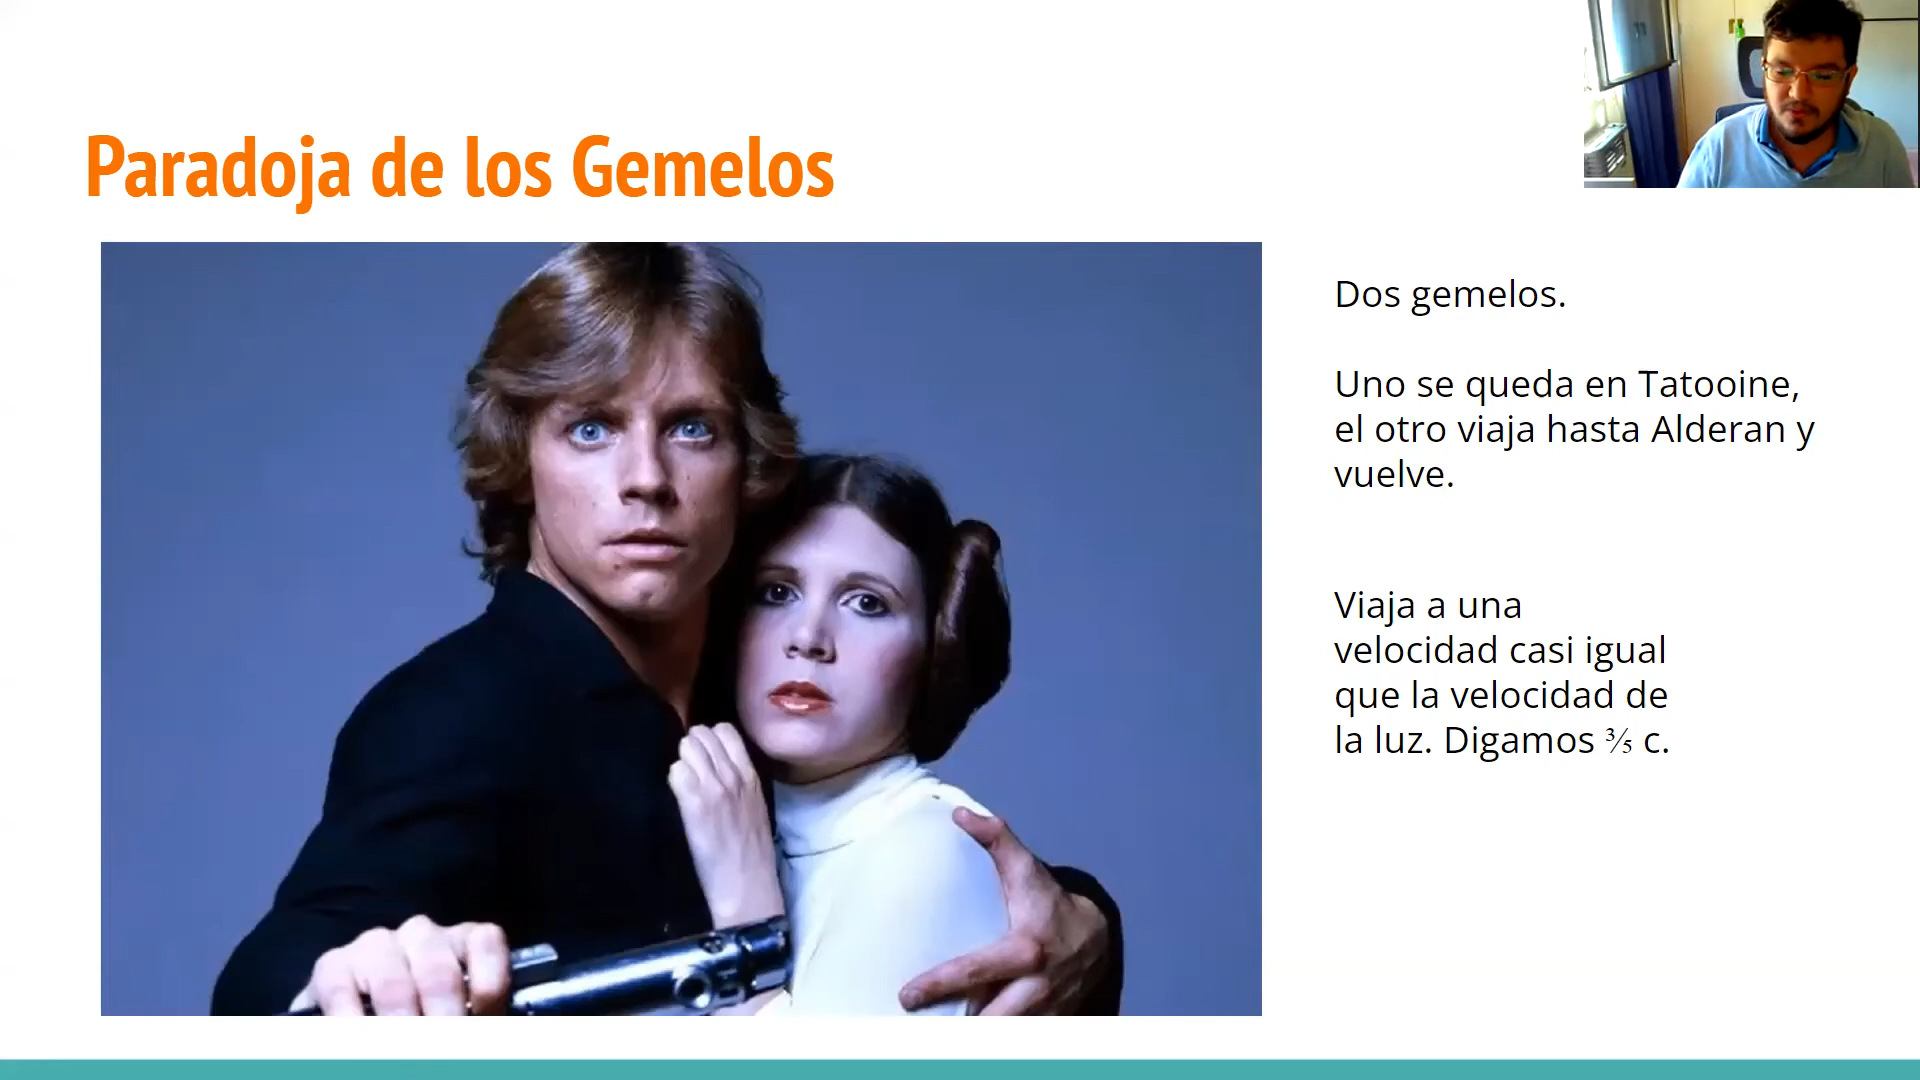 Paradoja de los Gemelos
Dos gemelos.
Uno se queda en Tatooine,
el otro viaja hasta Alderan y
vuelve.
Viaja a una
velocidad casi igual
que la velocidad de
la luz. Digamos ⅗ c.